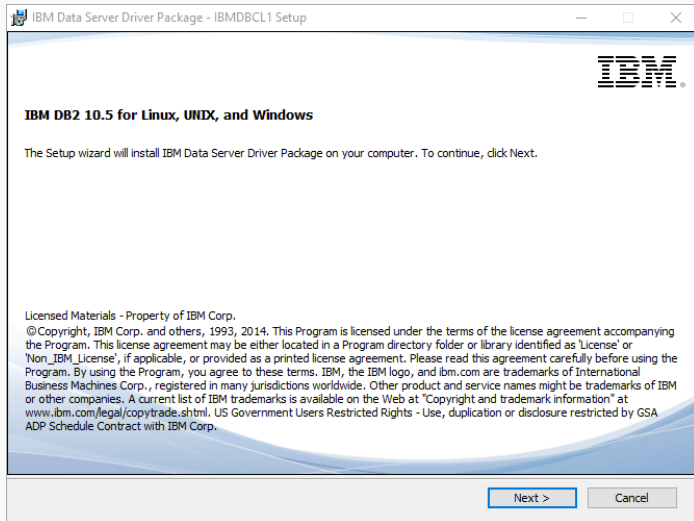 IBM Data Server Driver Package - IBMDBCL1 Setup
IBM.
IBM DB2 10.5 for Linux, UNIX, and Windows
The Setup wizard will install IBM Data Server Driver Package on your computer. To continue, click Next.
Licensed Materials - Property of IBM Corp.
©Copyright, IBM Corp. and others, 1993, 2014. This Program is licensed under the terms of the license agreement accompanying
the Program. This license agreement may be either located in a Program directory folder or library identified as 'License' or
'Non_IBM_License', if applicable, or provided as a printed license agreement. Please read this agreement carefully before using the
Program. By using the Program, you agree to these terms. IBM, the IBM logo, and ibm.com are trademarks of International
Business Machines Corp., registered in many jurisdictions worldwide. Other product and service names might be trademarks of IBM
or other companies. A current list of IBM trademarks is available on the Web at "Copyright and trademark information" at
www.ibm.com/legal/copytrade.shtml. US Government Users Restricted Rights - Use, duplication or disclosure restricted by GSA
ADP Schedule Contract with IBM Corp.
Next >
Cancel